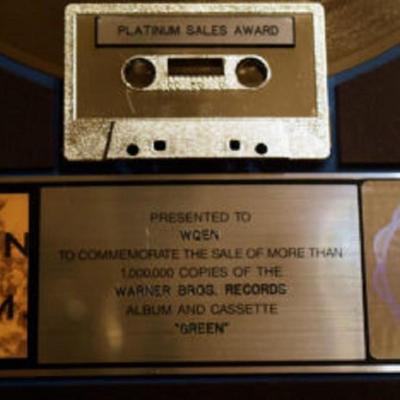 PLATINUM SALES AWARD
PRESENTED TO
WQEN
TO COMMEMORATE THE SALE OF MORE THAN
1,000,000 COPIES OF THE
WARNER BROS. RECORDS
ALBUM AND CASSETTE
"GREEN"
N
M